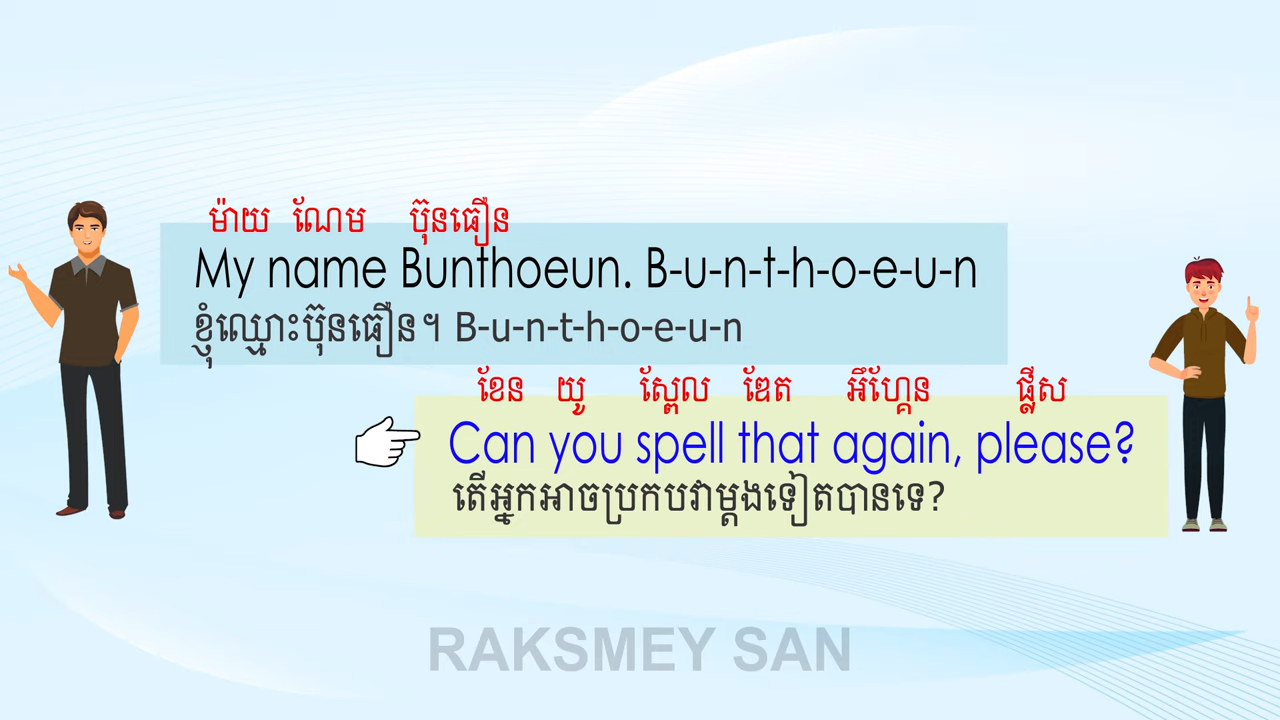 ម៉ាយ ណែម ប៊ុនធឿន
My name Bunthoeun. B-u-n-t-h-o-e-u-n
ខ្ញុំឈ្មោះប៊ុនធឿន។ B-u-n-t-h-o-e-u-n
ខែន យូ ស្ពែល ឌែត អឹហ្គែន ផ្លីស
Can you spell that again, please?
តើអ្នកអាចប្រកបវាម្ដងទៀតបានទេ?
RAKSMEY SAN